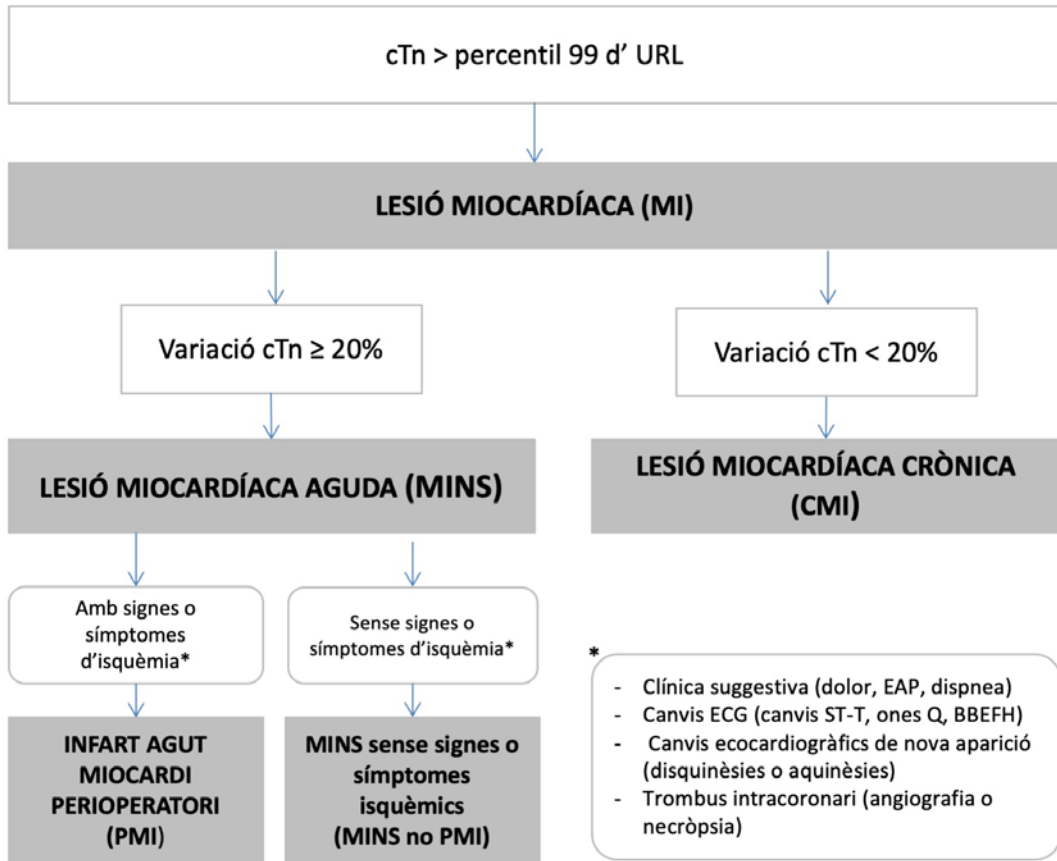 cTn > percentil 99 d’ URL
LESIÓ MIOCARDÍACA (MI)
Variació cTn ≥ 20%
Variació cTn < 20%
LESIÓ MIOCARDÍACA AGUDA (MINS)
LESIÓ MIOCARDÍACA CRÒNICA
(CMI)
Amb signes o
símptomes
d’isquèmia*
Sense signes o
símptomes d’isquèmia*
INFART AGUT
MIOCARDI
PERIOPERATORI
(PMI)
MINS sense signes o
símptomes
isquèmics
(MINS no PMI)
*
- Clínica suggestiva (dolor, EAP, dispnea)
- Canvis ECG (canvis ST-T, ones Q, BBEFH)
- Canvis ecocardiogràfics de nova aparició
(disquinèsies o aquinèsies)
- Trombus intracoronari (angiografia o
necròpsia)